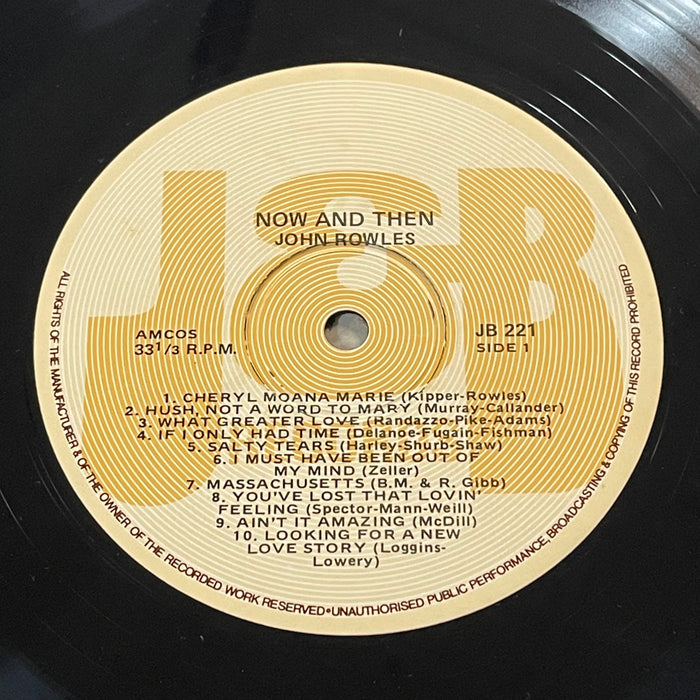 J&B
NOW AND THEN
JOHN ROWLES
AMCOS
33 1/3 R.P.M.
JB 221
SIDE 1
1. CHERYL MOANA MARIE (Kipper-Rowles)
2. HUSH, NOT A WORD TO MARY (Murray-Callander)
3. WHAT GREATER LOVE (Randazzo-Pike-Adams)
4. IF I ONLY HAD TIME (Delanoe-Fugain-Fishman)
5. SALTY TEARS (Harley-Shurb-Shaw)
6. I MUST HAVE BEEN OUT OF
MY MIND (Zeller)
7. MASSACHUSETTS (B.M. & R. Gibb)
8. YOU'VE LOST THAT LOVIN'
FEELING (Spector-Mann-Weill)
9. AIN'T IT AMAZING (McDill)
10. LOOKING FOR A NEW
LOVE STORY (Loggins-
Lowery)
ALL RIGHTS OF THE MANUFACTURER & OF THE OWNER OF THE RECORDED WORK RESERVED•UNAUTHORISED PUBLIC PERFORMANCE, BROADCASTING & COPYING OF THIS RECORD PROHIBITED